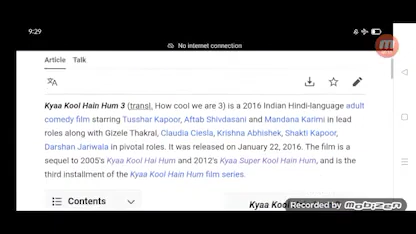 9:29
No internet connection
Article Talk
Kyaa Kool Hain Hum 3 (transl. How cool we are 3) is a 2016 Indian Hindi-language adult
comedy film starring Tusshar Kapoor, Aftab Shivdasani and Mandana Karimi in lead
roles along with Gizele Thakral, Claudia Ciesla, Krishna Abhishek, Shakti Kapoor,
Darshan Jariwala in pivotal roles. It was released on January 22, 2016. The film is a
sequel to 2005's Kyaa Kool Hai Hum and 2012's Kyaa Super Kool Hain Hum, and is the
third installment of the Kyaa Kool Hain Hum film series.
Contents
Kyaa Kool Hain Hum
Recorded by Mobizen